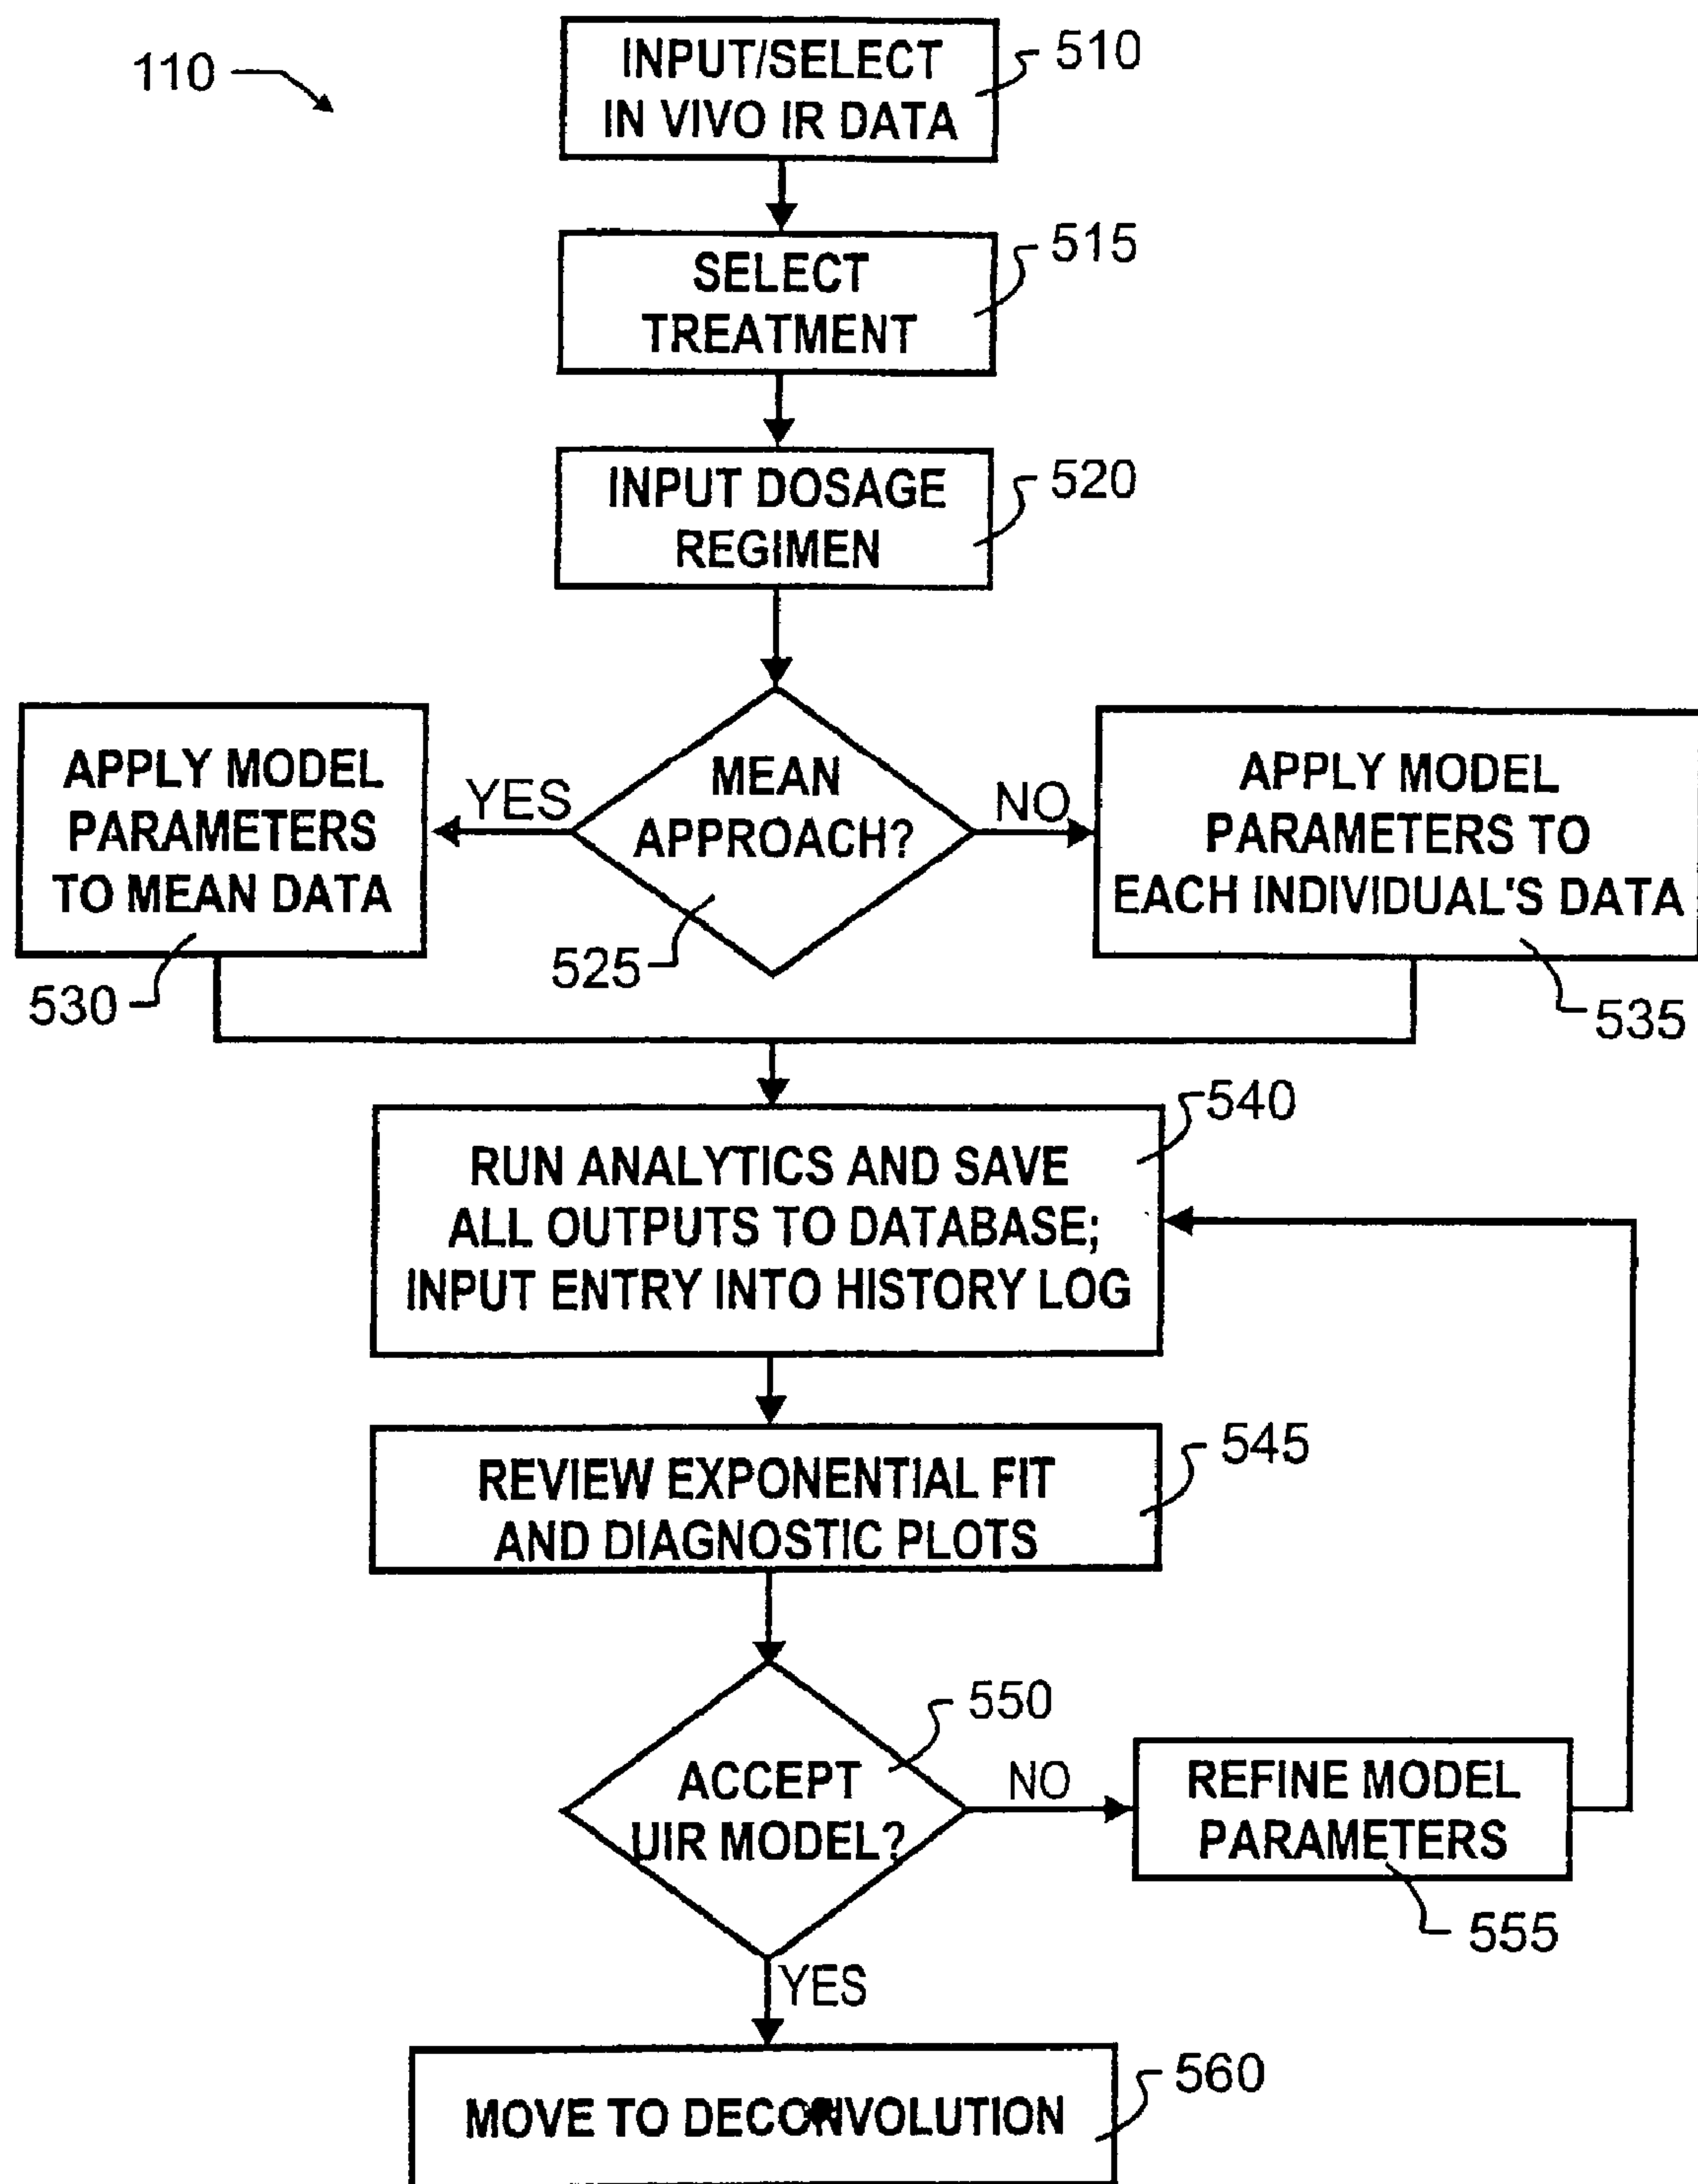 110
INPUT/SELECT
IN VIVO IR DATA
510
SELECT
TREATMENT
515
INPUT DOSAGE
REGIMEN
520
MEAN
APPROACH?
525
YES
NO
APPLY MODEL
PARAMETERS
TO MEAN DATA
530
APPLY MODEL
PARAMETERS TO
EACH INDIVIDUAL'S DATA
535
RUN ANALYTICS AND SAVE
ALL OUTPUTS TO DATABASE;
INPUT ENTRY INTO HISTORY LOG
540
REVIEW EXPONENTIAL FIT
AND DIAGNOSTIC PLOTS
545
ACCEPT
UIR MODEL?
550
NO
REFINE MODEL
PARAMETERS
555
YES
MOVE TO DECONVOLUTION
560